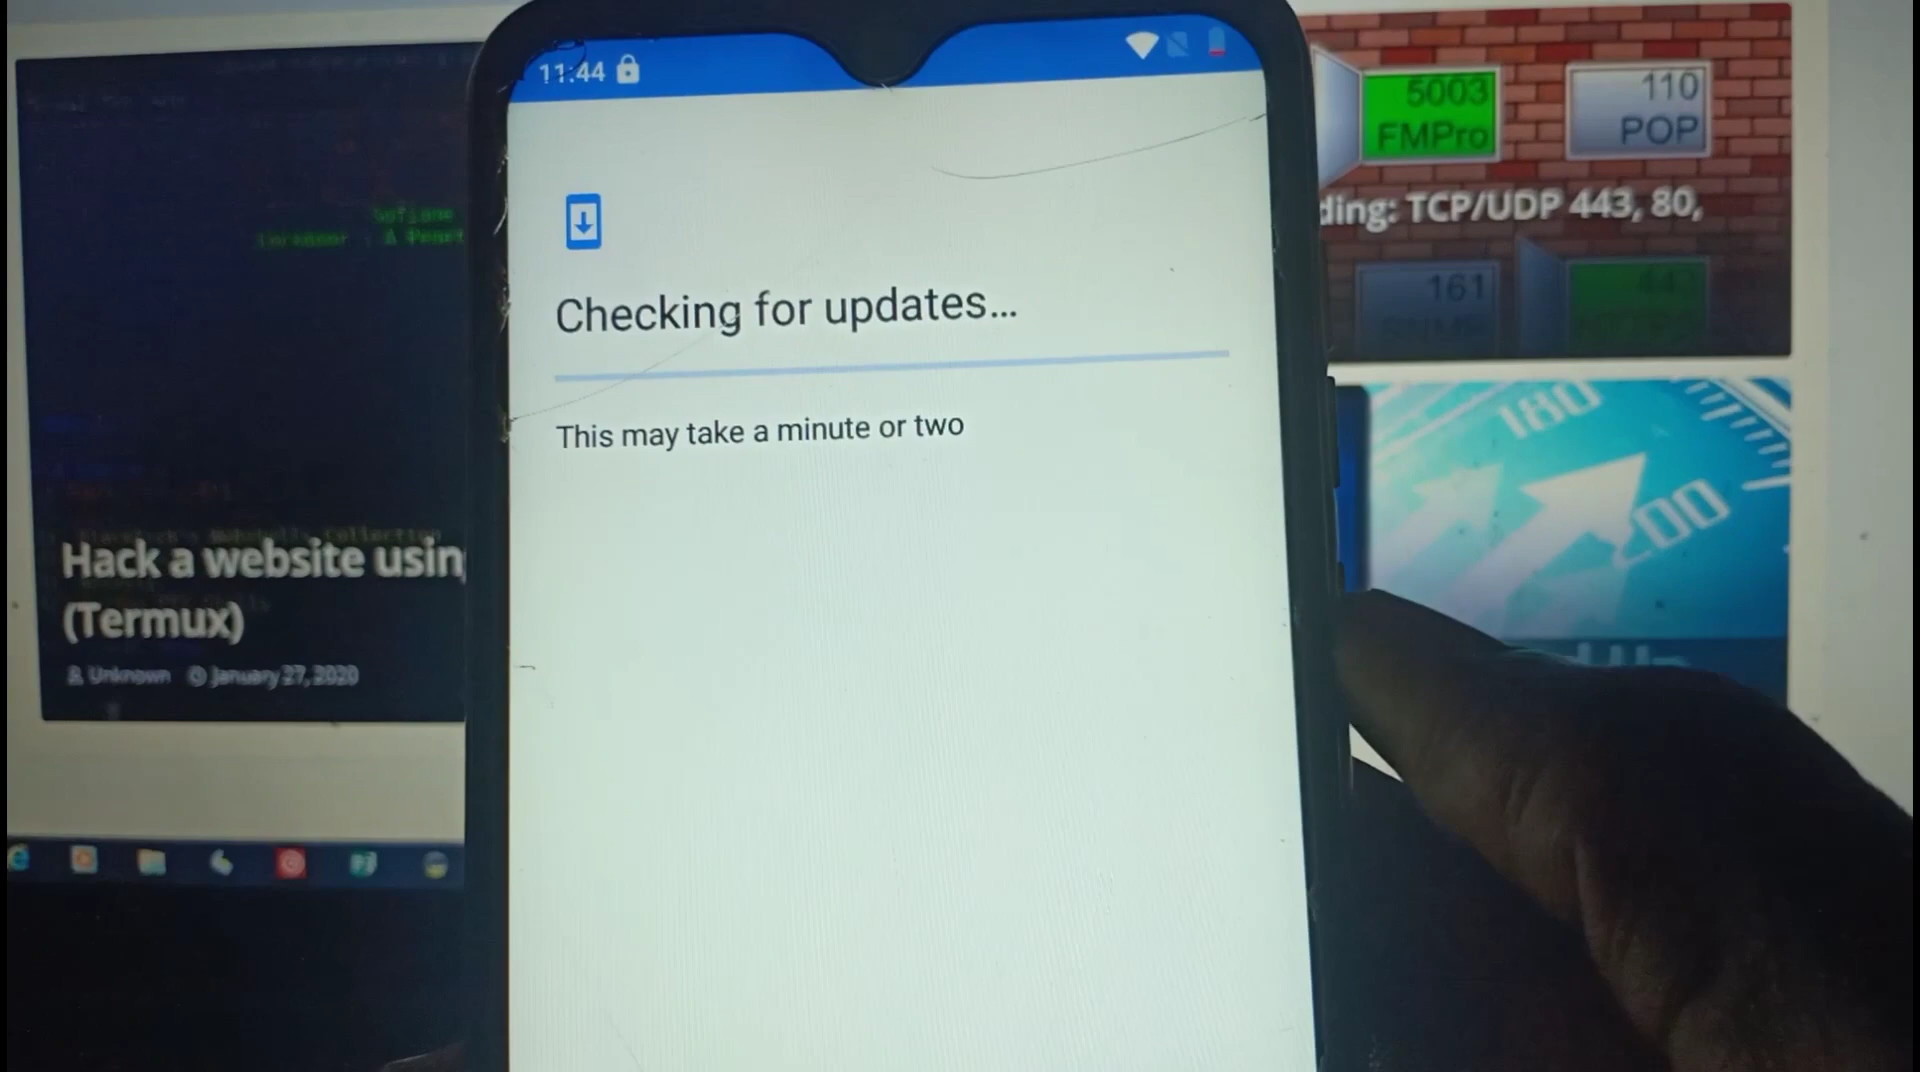 11:44
Checking for updates...
This may take a minute or two
Hack a website usin
(Termux)
Unknown January 27, 2020
5003
FMPro
110
POP
ding: TCP/UDP 443, 80,
161
180
200